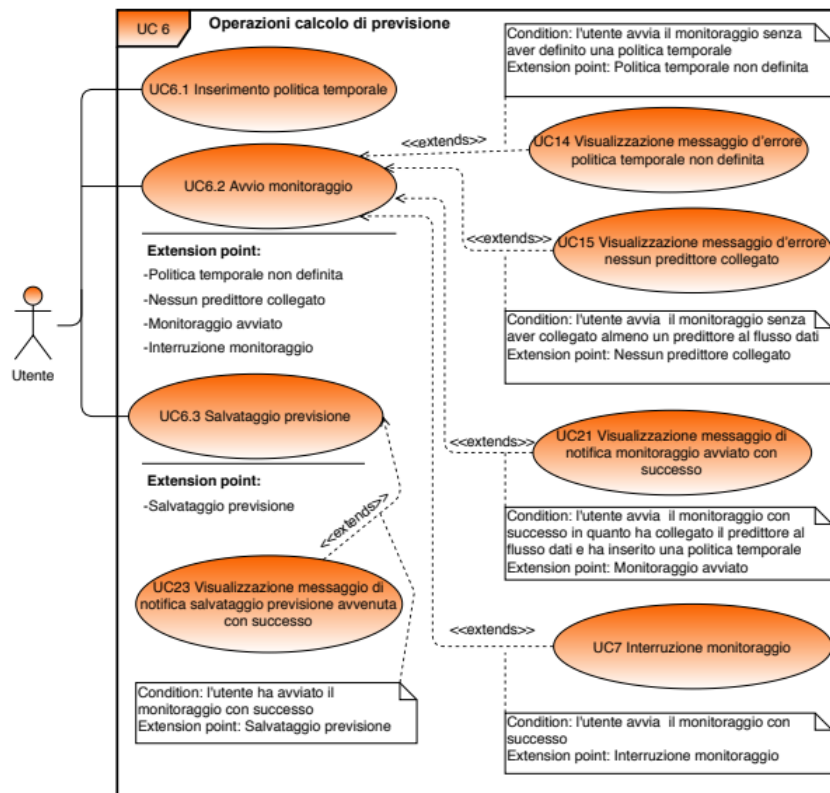 UC 6
Operazioni calcolo di previsione
Condition: l'utente avvia il monitoraggio senza
aver definito una politica temporale
Extension point: Politica temporale non definita
UC6.1 Inserimento politica temporale
<<extends>>
UC14 Visualizzazione messaggio d'errore
politica temporale non definita
UC6.2 Avvio monitoraggio
<<extends>>
UC15 Visualizzazione messaggio d'errore
nessun predittore collegato
Extension point:
-Politica temporale non definita
-Nessun predittore collegato
-Monitoraggio avviato
-Interruzione monitoraggio
Utente
Condition: l'utente avvia il monitoraggio senza
aver collegato almeno un predittore al flusso dati
Extension point: Nessun predittore collegato
UC6.3 Salvataggio previsione
<<extends>>
UC21 Visualizzazione messaggio di
notifica monitoraggio avviato con
successo
Extension point:
-Salvataggio previsione
<<extends>>
Condition: l'utente avvia il monitoraggio con
successo in quanto ha collegato il predittore al
flusso dati e ha inserito una politica temporale
Extension point: Monitoraggio avviato
UC23 Visualizzazione messaggio di
notifica salvataggio previsione avvenuta
con successo
<<extends>>
UC7 Interruzione monitoraggio
Condition: l'utente ha avviato il
monitoraggio con successo
Extension point: Salvataggio previsione
Condition: l'utente avvia il monitoraggio con
successo
Extension point: Interruzione monitoraggio